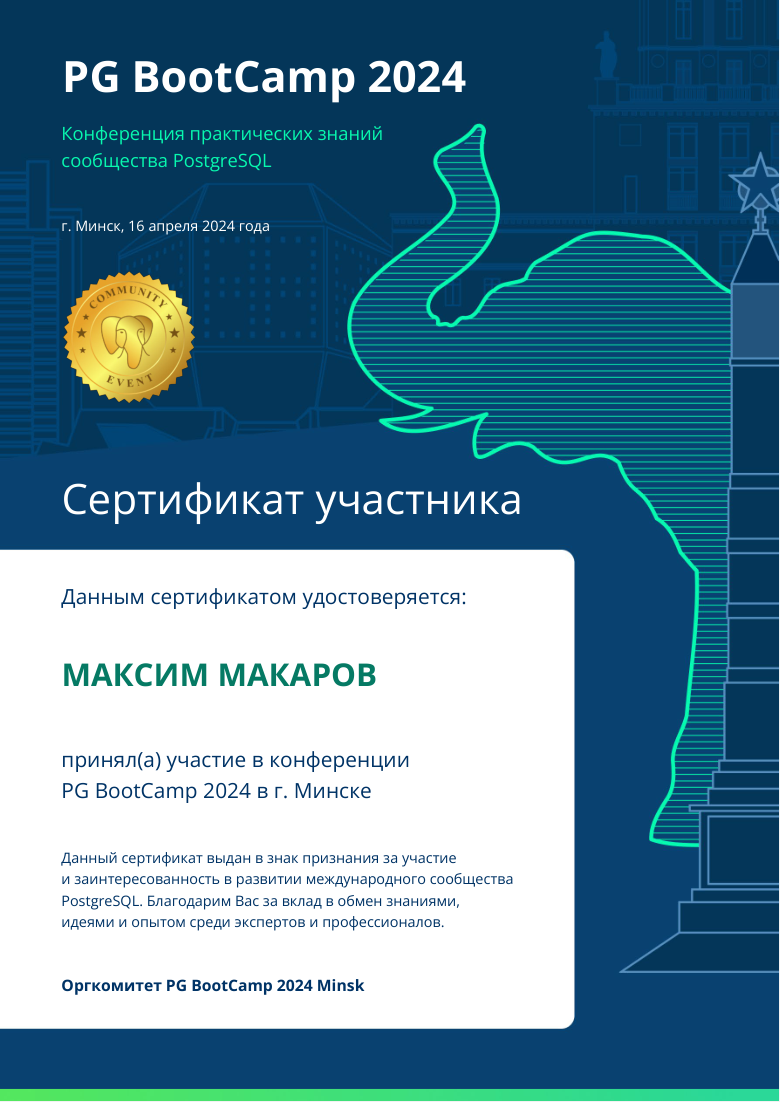 PG BootCamp 2024
Конференция практических знаний
сообщества PostgreSQL
г. Минск, 16 апреля 2024 года
COMMUNITY
EVENT
Сертификат участника
Данным сертификатом удостоверяется:
МАКСИМ МАКАРОВ
принял(а) участие в конференции
PG BootCamp 2024 в г. Минске
Данный сертификат выдан в знак признания за участие
и заинтересованность в развитии международного сообщества
PostgreSQL. Благодарим Вас за вклад в обмен знаниями,
идеями и опытом среди экспертов и профессионалов.
Оргкомитет PG BootCamp 2024 Minsk